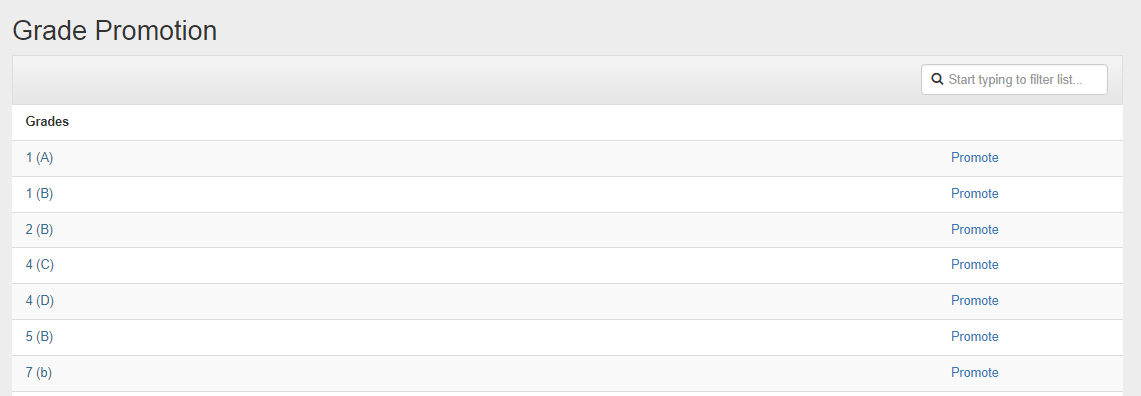 Grade Promotion
Start typing to filter list...
Grades
1 (A) Promote
1 (B) Promote
2 (B) Promote
4 (C) Promote
4 (D) Promote
5 (B) Promote
7 (b) Promote